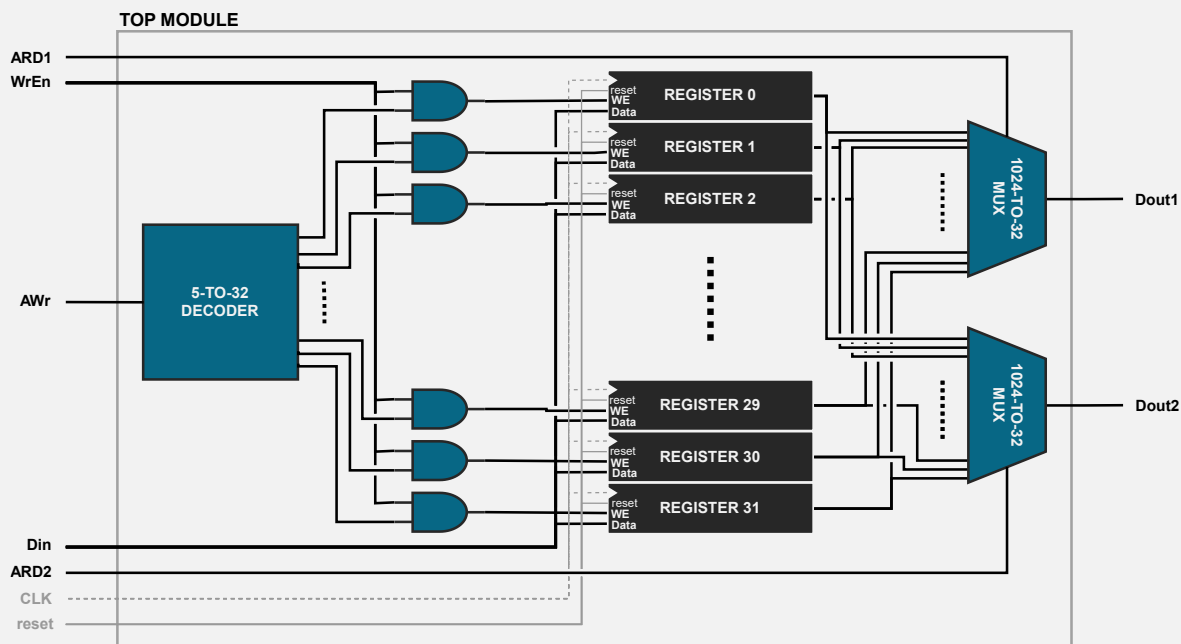 TOP MODULE
ARD1
WrEn
reset
WE
Data
REGISTER 0
reset
WE
Data
REGISTER 1
reset
WE
Data
REGISTER 2
1024-TO-32
MUX
Dout1
5-TO-32
DECODER
AWr
reset
WE
Data
REGISTER 29
reset
WE
Data
REGISTER 30
reset
WE
Data
REGISTER 31
1024-TO-32
MUX
Dout2
Din
ARD2
CLK
reset